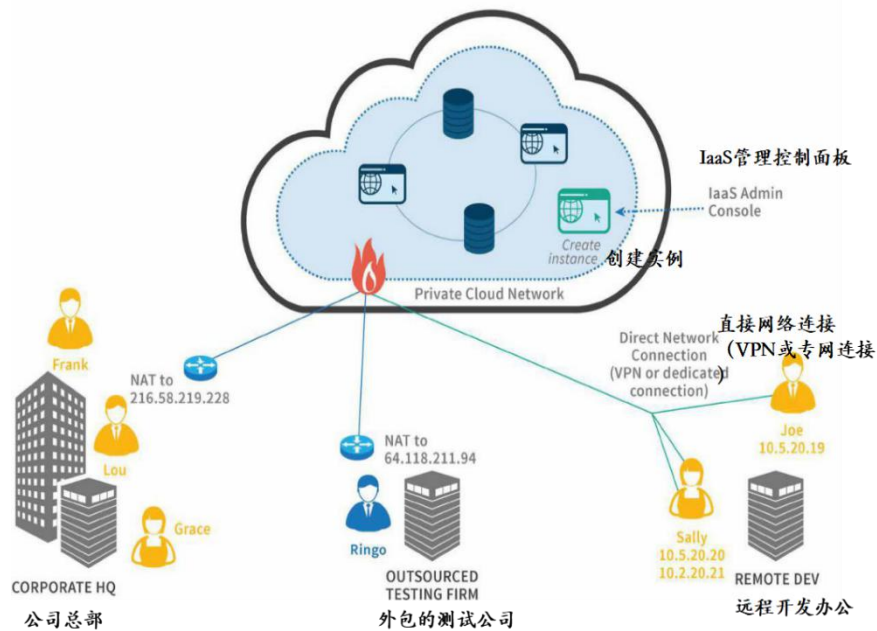 IaaS管理控制面板
IaaS Admin
Console
Create
instance
创建实例
Private Cloud Network
直接网络连接
(VPN或专网连接
)
Direct Network
Connection
(VPN or dedicated
connection)
Frank
NAT to
216.58.219.228
Lou
Grace
CORPORATE HQ
公司总部
NAT to
64.118.211.94
Ringo
OUTSOURCED
TESTING FIRM
外包的测试公司
Joe
10.5.20.19
Sally
10.5.20.20
10.2.20.21
REMOTE DEV
远程开发办公